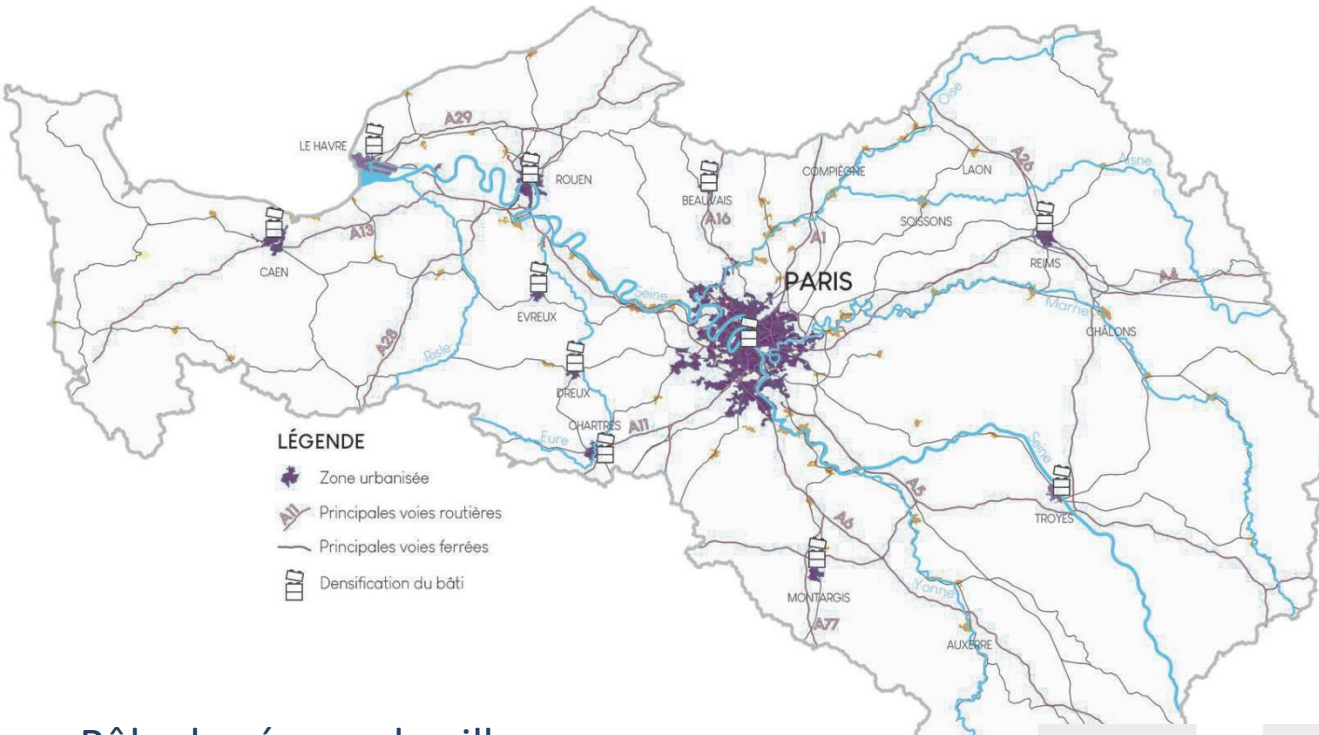 Oise
A29
LE HAVRE
COMPIÈGNE
LAON
A26
Aisne
ROUEN
BEAUVAIS
SOISSONS
A16
A1
A13
REIMS
CAEN
PARIS
A4
EVREUX
Seine
Marne
CHÂLONS
A28
Risle
DREUX
CHARTRES
A11
Eure
Seine
LÉGENDE
Zone urbanisée
A11 Principales voies routières
Principales voies ferrées
Densification du bâti
A5
A6
TROYES
MONTARGIS
Yonne
A77
AUXERRE